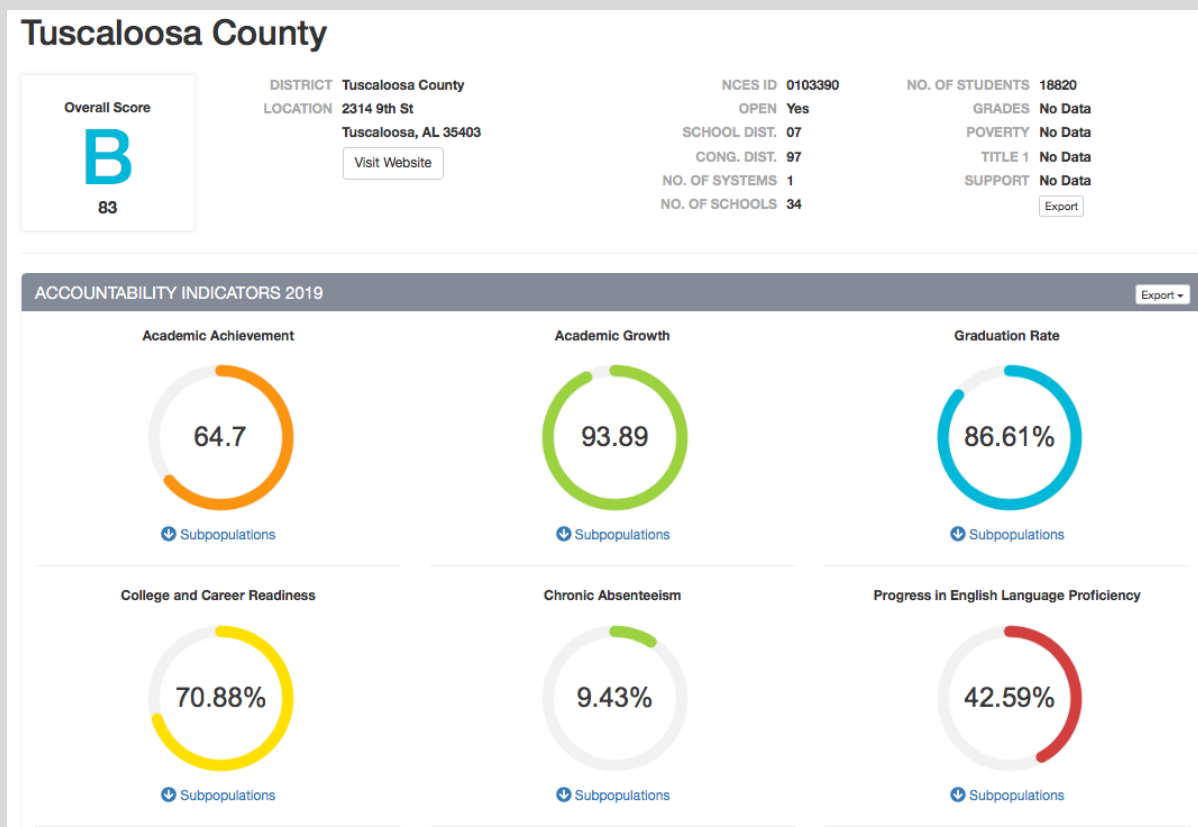 Tuscaloosa County
Overall Score
B
83
DISTRICT Tuscaloosa County
LOCATION 2314 9th St
Tuscaloosa, AL 35403
Visit Website
NCES ID 0103390
OPEN Yes
SCHOOL DIST. 07
CONG. DIST. 97
NO. OF SYSTEMS 1
NO. OF SCHOOLS 34
NO. OF STUDENTS 18820
GRADES No Data
POVERTY No Data
TITLE 1 No Data
SUPPORT No Data
Export
ACCOUNTABILITY INDICATORS 2019
Export
Academic Achievement
64.7
Subpopulations
Academic Growth
93.89
Subpopulations
Graduation Rate
86.61%
Subpopulations
College and Career Readiness
70.88%
Subpopulations
Chronic Absenteeism
9.43%
Subpopulations
Progress in English Language Proficiency
42.59%
Subpopulations